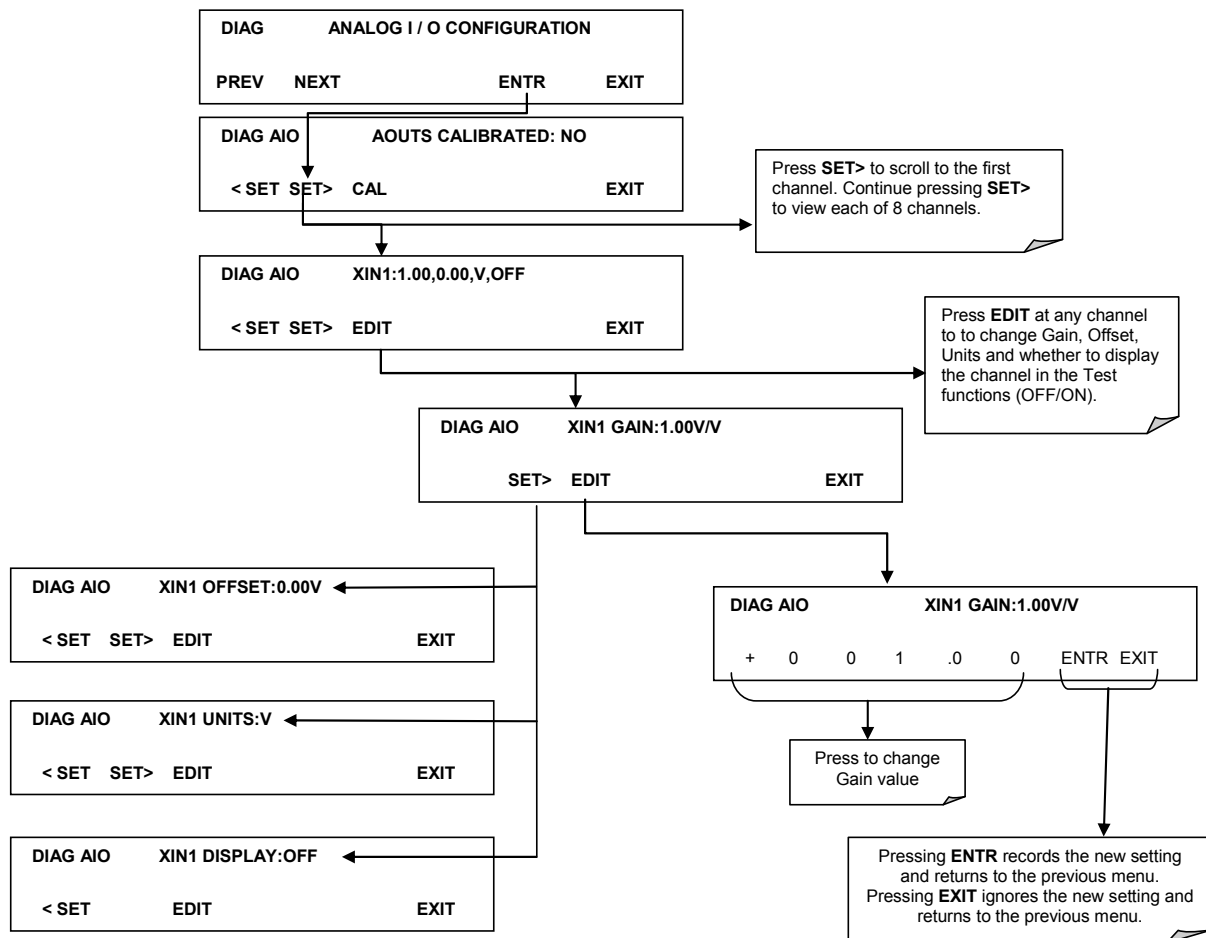 DIAG ANALOG I / O CONFIGURATION
PREV NEXT ENTR EXIT
DIAG AIO AOUTS CALIBRATED: NO
< SET SET> CAL EXIT
Press SET> to scroll to the first
channel. Continue pressing SET>
to view each of 8 channels.
DIAG AIO XIN1:1.00,0.00,V,OFF
< SET SET> EDIT EXIT
Press EDIT at any channel
to to change Gain, Offset,
Units and whether to display
the channel in the Test
functions (OFF/ON).
DIAG AIO XIN1 GAIN:1.00V/V
SET> EDIT EXIT
DIAG AIO XIN1 OFFSET:0.00V
< SET SET> EDIT EXIT
DIAG AIO XIN1 GAIN:1.00V/V
+ 0 0 1 .0 0 ENTR EXIT
Press to change
Gain value
DIAG AIO XIN1 UNITS:V
< SET SET> EDIT EXIT
DIAG AIO XIN1 DISPLAY:OFF
< SET EDIT EXIT
Pressing ENTR records the new setting
and returns to the previous menu.
Pressing EXIT ignores the new setting and
returns to the previous menu.